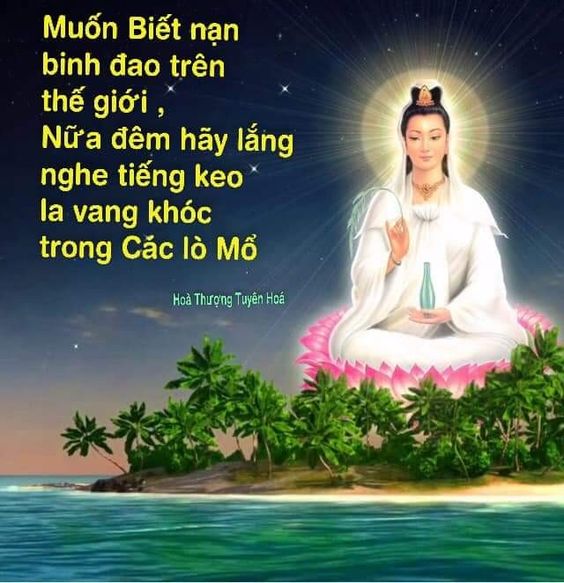 Muốn Biết nạn
binh đao trên
thế giới ,
Nữa đêm hãy lắng
nghe tiếng keo
la vang khóc
trong Các lò Mổ
Hoà Thượng Tuyên Hoá